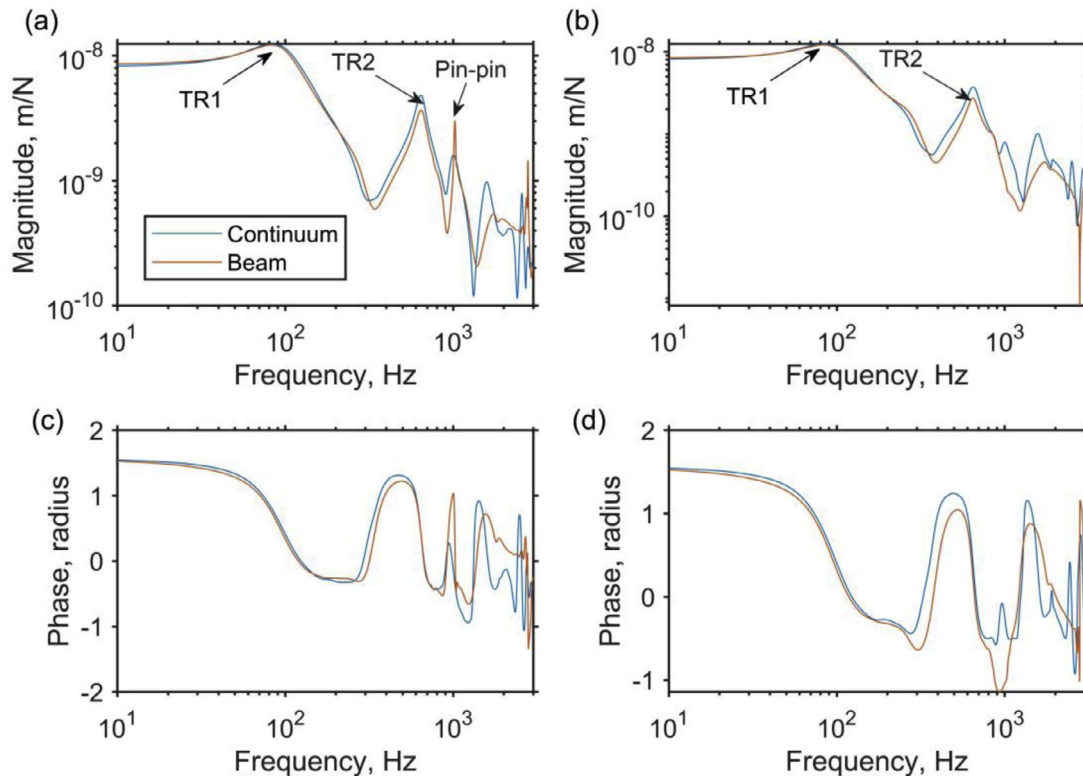 (a)
(b)
10^-8
TR1
TR2
Pin-pin
10^-9
10^-10
Magnitude, m/N
Continuum
Beam
10^1
10^2
10^3
Frequency, Hz
10^-8
TR1
TR2
10^-10
Magnitude, m/N
10^1
10^2
10^3
Frequency, Hz
(c)
(d)
2
1
0
-1
-2
Phase, radius
10^1
10^2
10^3
Frequency, Hz
2
1
0
-1
Phase, radius
10^1
10^2
10^3
Frequency, Hz